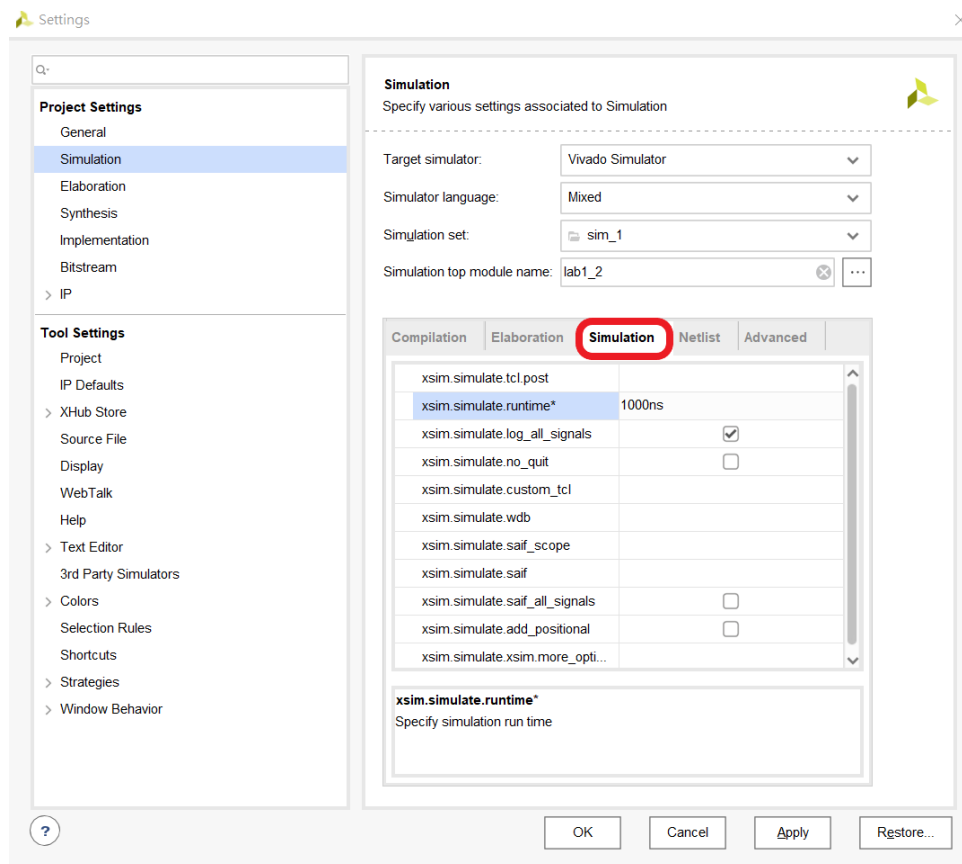 Settings
Project Settings
General
Simulation
Elaboration
Synthesis
Implementation
Bitstream
IP
Tool Settings
Project
IP Defaults
XHub Store
Source File
Display
WebTalk
Help
Text Editor
3rd Party Simulators
Colors
Selection Rules
Shortcuts
Strategies
Window Behavior
?
Simulation
Specify various settings associated to Simulation
Target simulator: Vivado Simulator
Simulator language: Mixed
Simulation set: sim_1
Simulation top module name: lab1_2 ...
Compilation Elaboration Simulation Netlist Advanced
xsim.simulate.tcl.post
xsim.simulate.runtime* 1000ns
xsim.simulate.log_all_signals
xsim.simulate.no_quit
xsim.simulate.custom_tcl
xsim.simulate.wdb
xsim.simulate.saif_scope
xsim.simulate.saif
xsim.simulate.saif_all_signals
xsim.simulate.add_positional
xsim.simulate.xsim.more_opti...
xsim.simulate.runtime*
Specify simulation run time
OK Cancel Apply Restore...